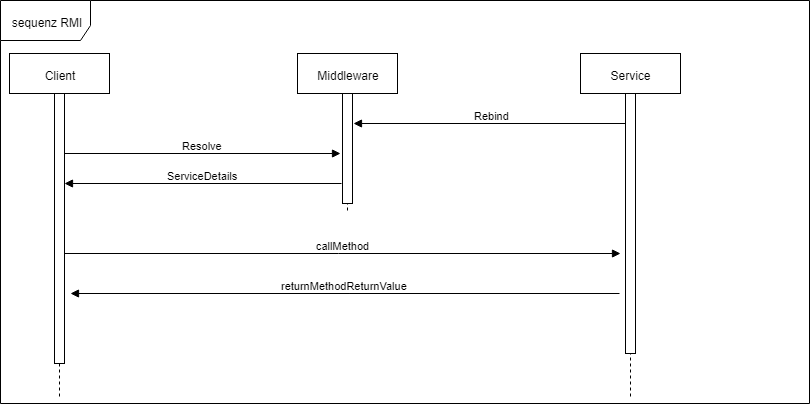 sequenz RMI
Client
Middleware
Service
Rebind
Resolve
ServiceDetails
callMethod
returnMethodReturnValue